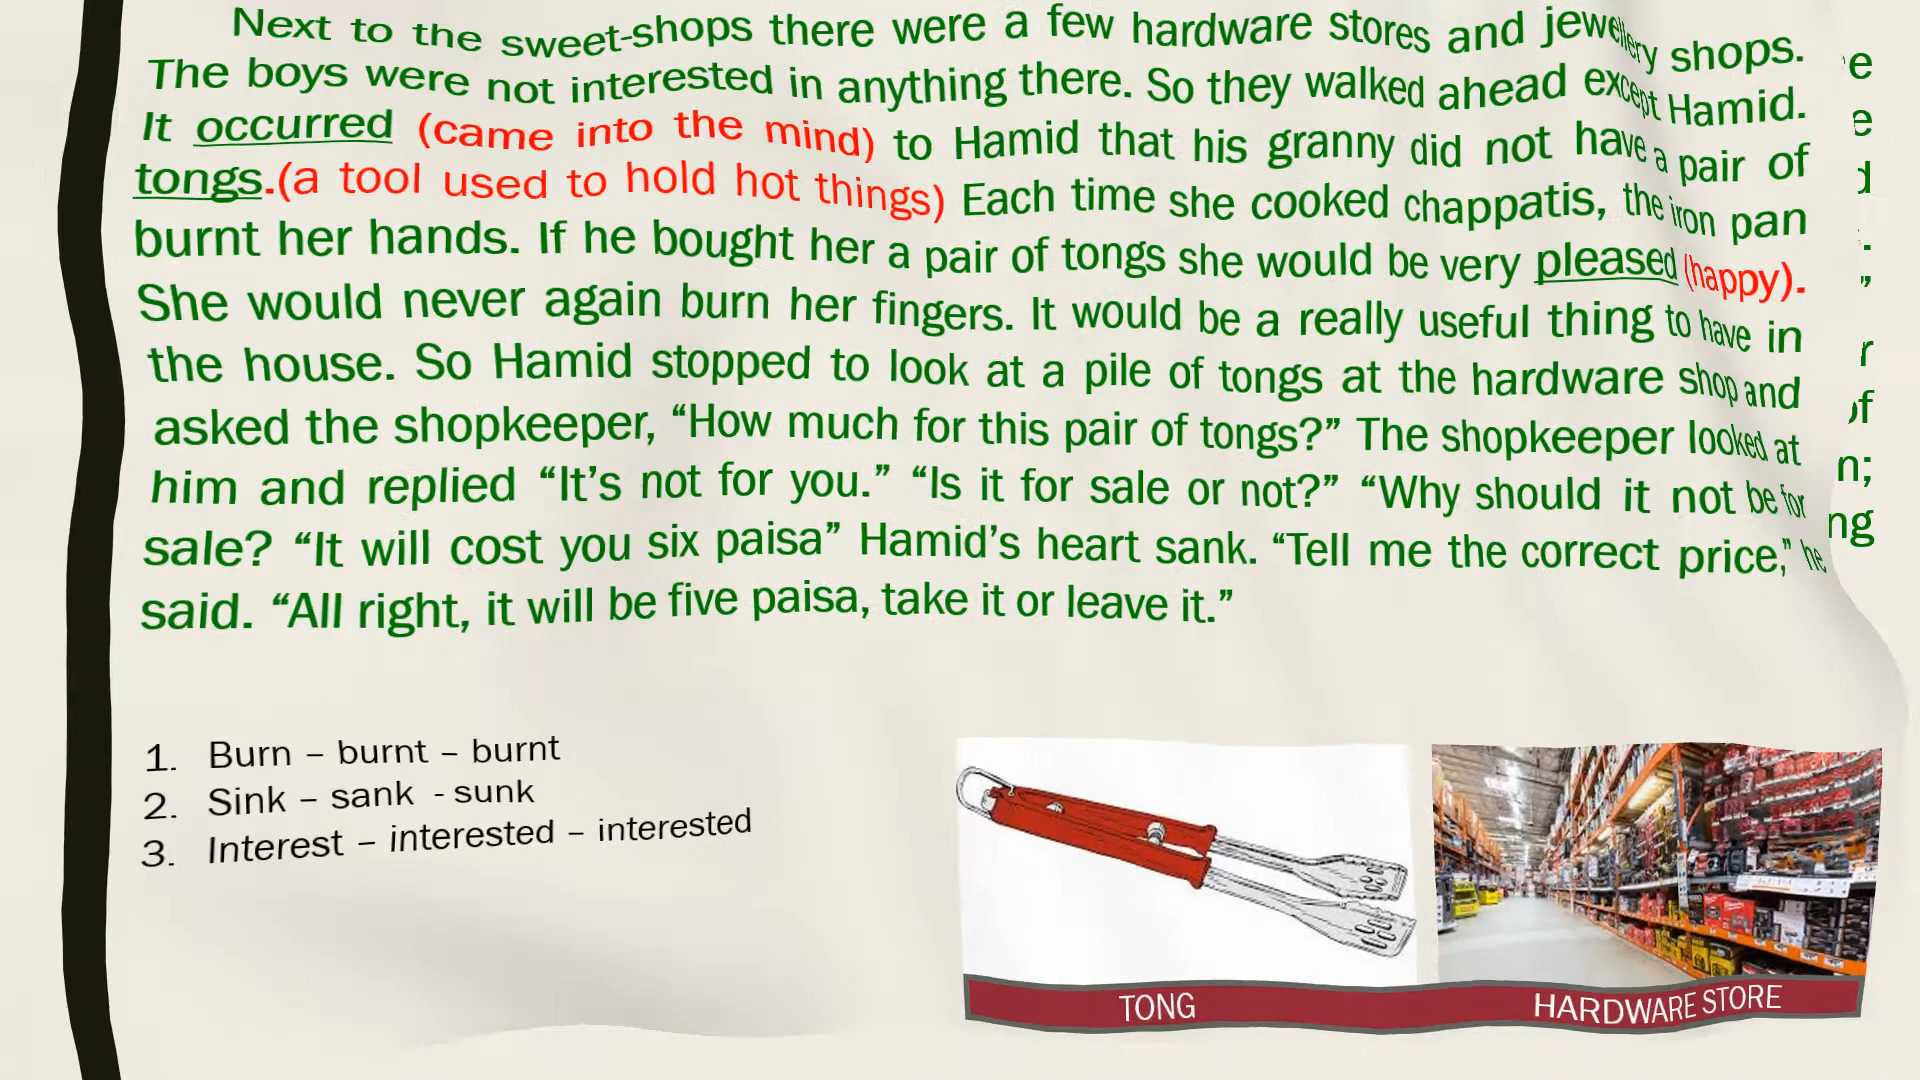 Next to the sweet-shops there were a few hardware stores and jewellery shops.
The boys were not interested in anything there. So they walked ahead except Hamid.
It occurred (came into the mind) to Hamid that his granny did not have a pair of
tongs.(a tool used to hold hot things) Each time she cooked chappatis, the iron pan
burnt her hands. If he bought her a pair of tongs she would be very pleased (happy).
She would never again burn her fingers. It would be a really useful thing to have in
the house. So Hamid stopped to look at a pile of tongs at the hardware shop and
asked the shopkeeper, “How much for this pair of tongs?” The shopkeeper looked at
him and replied “It’s not for you.” “Is it for sale or not?” “Why should it not be for
sale? “It will cost you six paisa” Hamid’s heart sank. “Tell me the correct price,” he
said. “All right, it will be five paisa, take it or leave it.”
1. Burn – burnt – burnt
2. Sink – sank - sunk
3. Interest – interested – interested
TONG
HARDWARE STORE